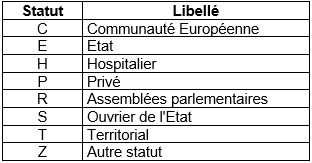 Statut Libellé
C Communauté Européenne
E Etat
H Hospitalier
P Privé
R Assemblées parlementaires
S Ouvrier de l'Etat
T Territorial
Z Autre statut